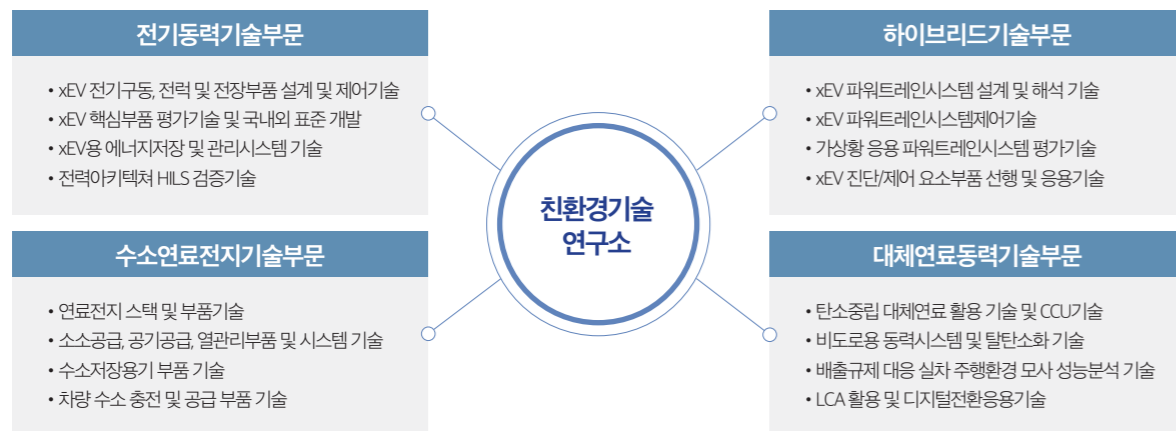 전기동력기술부문
• xEV 전기구동, 전력 및 전장부품 설계 및 제어기술
• xEV 핵심부품 평가기술 및 국내외 표준 개발
• xEV용 에너지저장 및 관리시스템 기술
• 전력아키텍쳐 HILS 검증기술
하이브리드기술부문
• xEV 파워트레인시스템 설계 및 해석 기술
• xEV 파워트레인시스템제어기술
• 가상황 응용 파워트레인시스템 평가기술
• xEV 진단/제어 요소부품 선행 및 응용기술
친환경기술
연구소
수소연료전지기술부문
• 연료전지 스택 및 부품기술
• 소소공급, 공기공급, 열관리부품 및 시스템 기술
• 수소저장용기 부품 기술
• 차량 수소 충전 및 공급 부품 기술
대체연료동력기술부문
• 탄소중립 대체연료 활용 기술 및 CCU기술
• 비도로용 동력시스템 및 탈탄소화 기술
• 배출규제 대응 실차 주행환경 모사 성능분석 기술
• LCA 활용 및 디지털전환응용기술